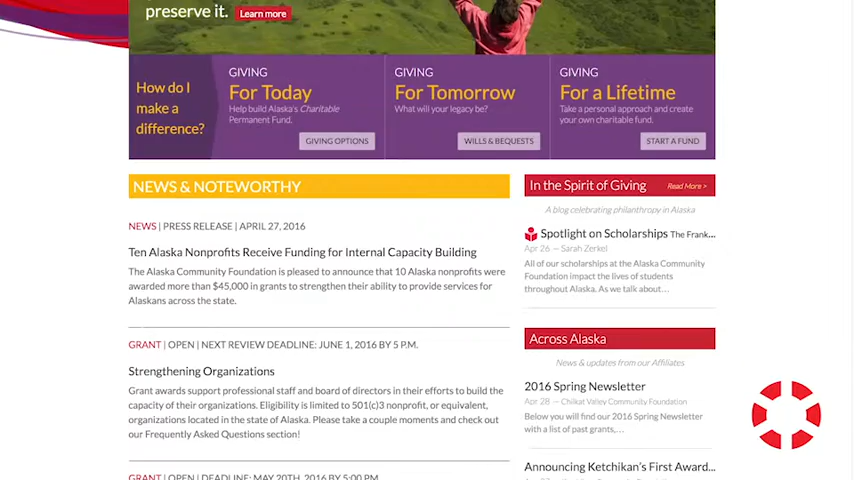 preserve it. Learn more
How do I
make a
difference?
GIVING
For Today
Help build Alaska's Charitable
Permanent Fund.
GIVING OPTIONS
GIVING
For Tomorrow
What will your legacy be?
WILLS & BEQUESTS
GIVING
For a Lifetime
Take a personal approach and create
your own charitable fund.
START A FUND
NEWS & NOTEWORTHY
NEWS | PRESS RELEASE | APRIL 27, 2016
Ten Alaska Nonprofits Receive Funding for Internal Capacity Building
The Alaska Community Foundation is pleased to announce that 10 Alaska nonprofits were
awarded more than $45,000 in grants to strengthen their ability to provide services for
Alaskans across the state.
GRANT | OPEN | NEXT REVIEW DEADLINE: JUNE 1, 2016 BY 5 P.M.
Strengthening Organizations
Grant awards support professional staff and board of directors in their efforts to build the
capacity of their organizations. Eligibility is limited to 501(c)3 nonprofit, or equivalent,
organizations located in the state of Alaska. Please take a couple moments and check out
our Frequently Asked Questions section!
GRANT | OPEN | DEADLINE: MAY 20TH, 2016 BY 5:00 PM
In the Spirit of Giving Read More >
A blog celebrating philanthropy in Alaska
Spotlight on Scholarships The Frank...
Apr 26 — Sarah Zerkel
All of our scholarships at the Alaska Community
Foundation impact the lives of students
throughout Alaska. As we talk about…
Across Alaska
News & updates from our Affiliates
2016 Spring Newsletter
Apr 28 — Chilkat Valley Community Foundation
Below you will find our 2016 Spring Newsletter
with a list of past grants,…
Announcing Ketchikan's First Award...